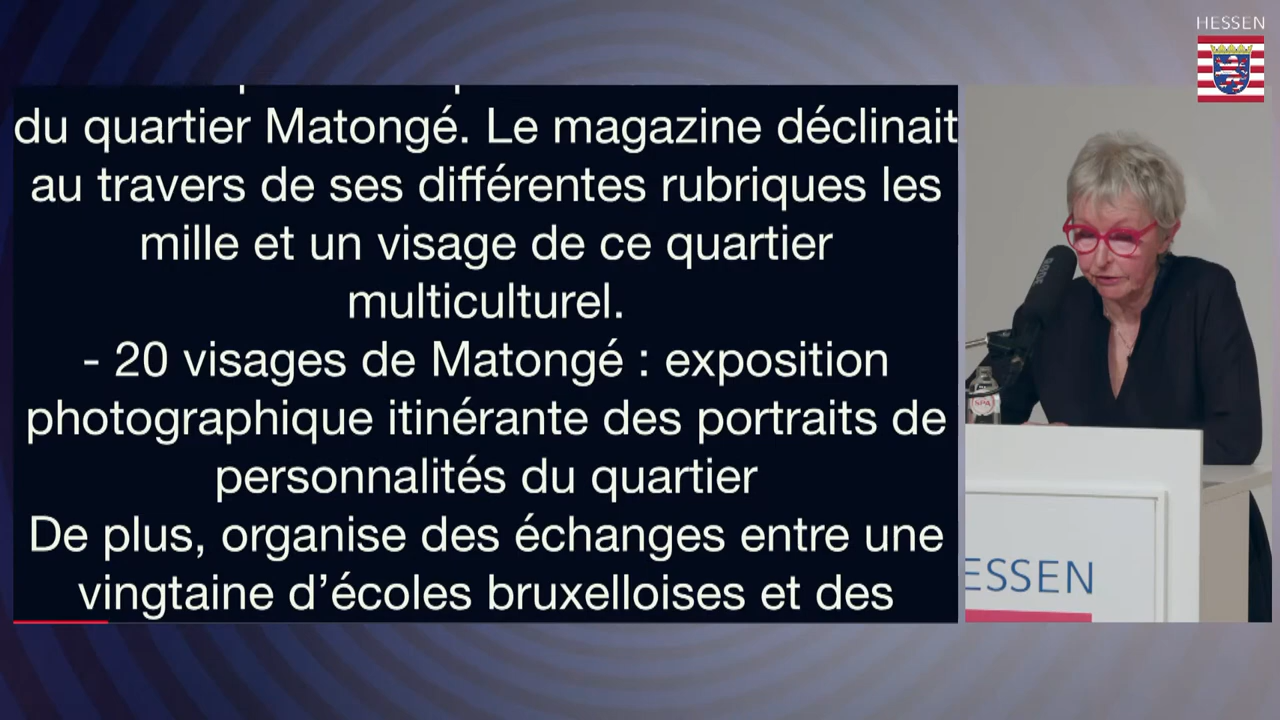 HESSEN
du quartier Matongé. Le magazine déclinait
au travers de ses différentes rubriques les
mille et un visage de ce quartier
multiculturel.
- 20 visages de Matongé : exposition
photographique itinérante des portraits de
personnalités du quartier
De plus, organise des échanges entre une
vingtaine d’écoles bruxelloises et des
RODE
SPA
ESSEN